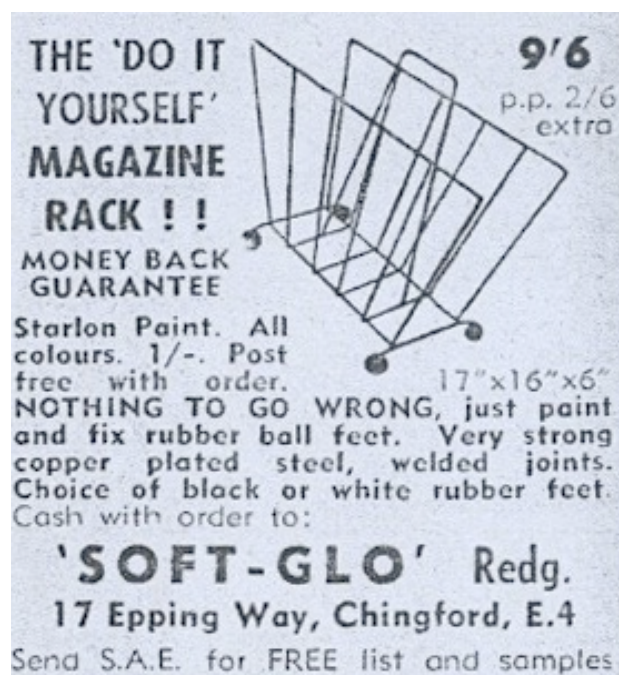 THE 'DO IT
YOURSELF'
MAGAZINE
RACK ! !
MONEY BACK
GUARANTEE
9'6
p.p. 2/6
extra
Starlon Paint. All
colours. 1/-. Post
free with order.
17"x16"x6"
NOTHING TO GO WRONG, just paint
and fix rubber ball feet. Very strong
copper plated steel, welded joints.
Choice of black or white rubber feet.
Cash with order to:
'SOFT-GLO' Redg.
17 Epping Way, Chingford, E.4
Send S.A.E. for FREE list and samples